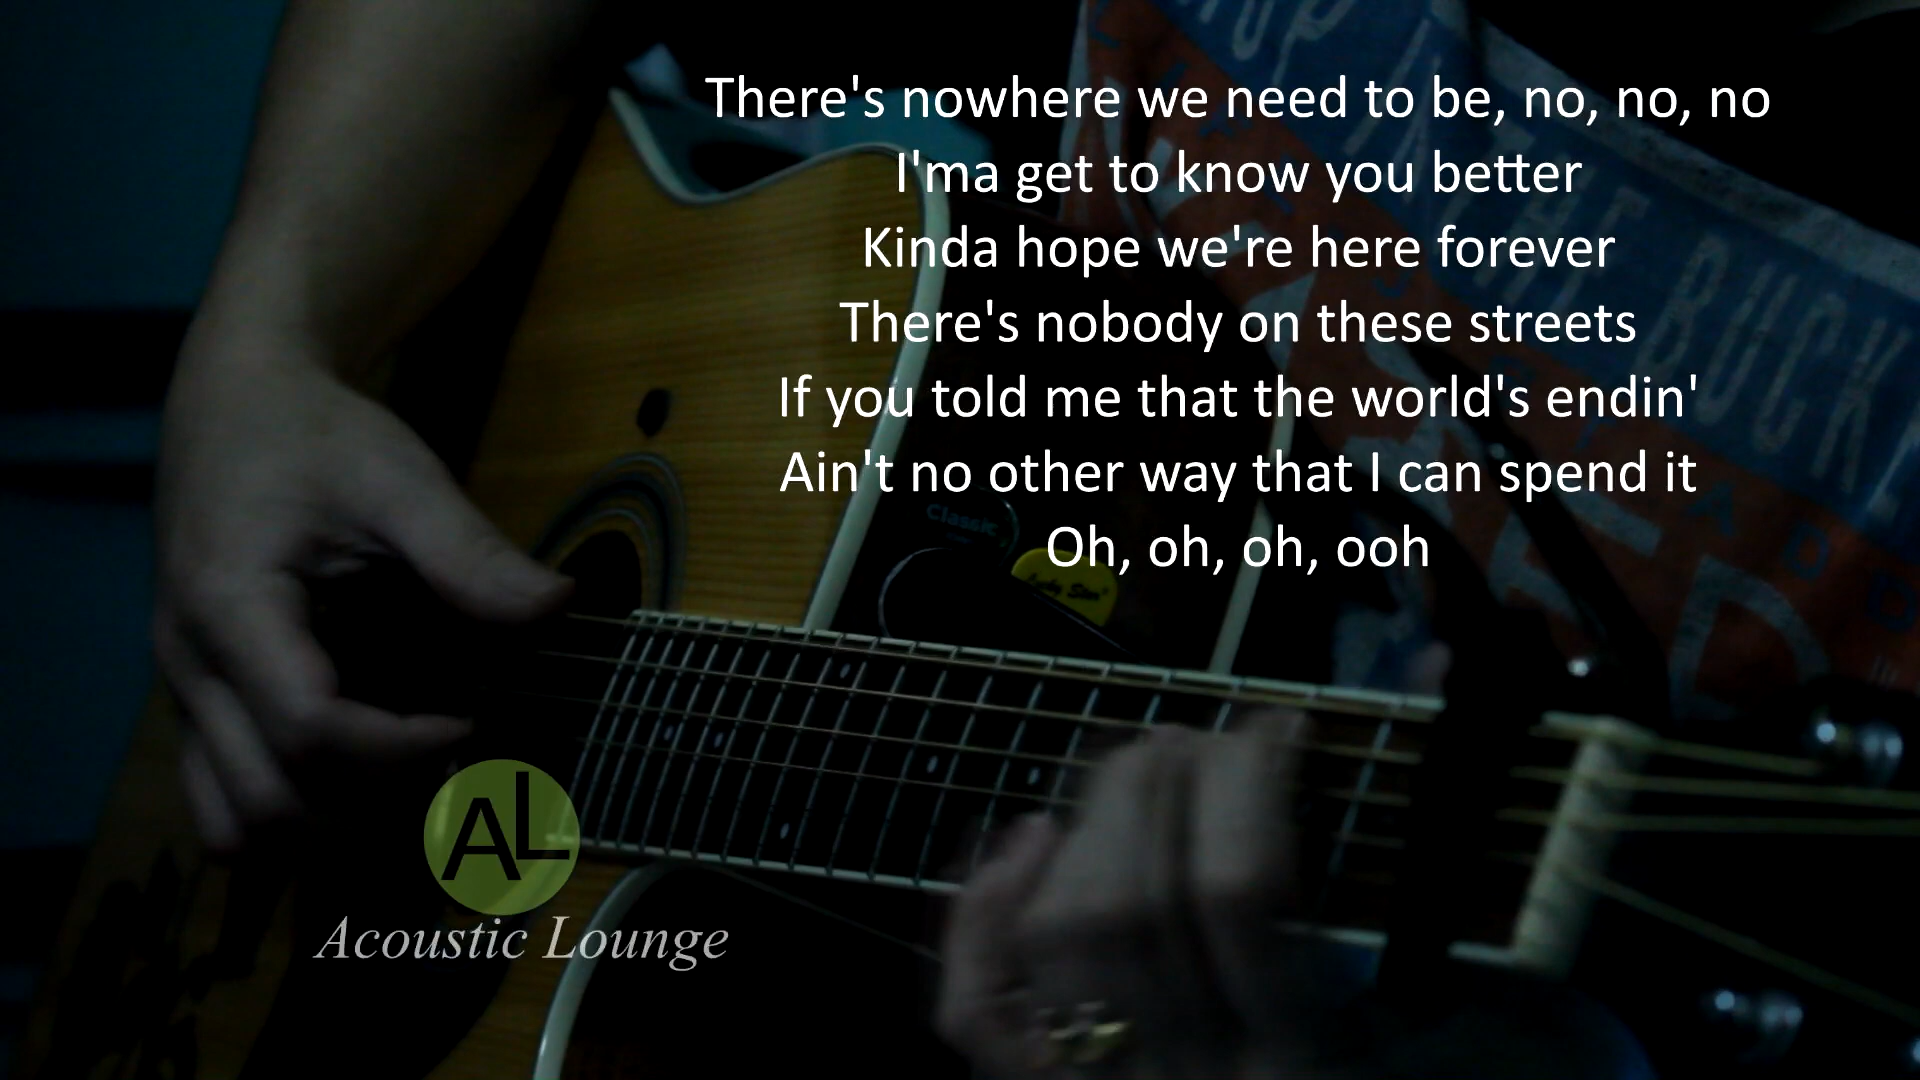 There's nowhere we need to be, no, no, no
I'ma get to know you better
Kinda hope we're here forever
There's nobody on these streets
If you told me that the world's endin'
Ain't no other way that I can spend it
Oh, oh, oh, ooh
Classic
AL
Acoustic Lounge